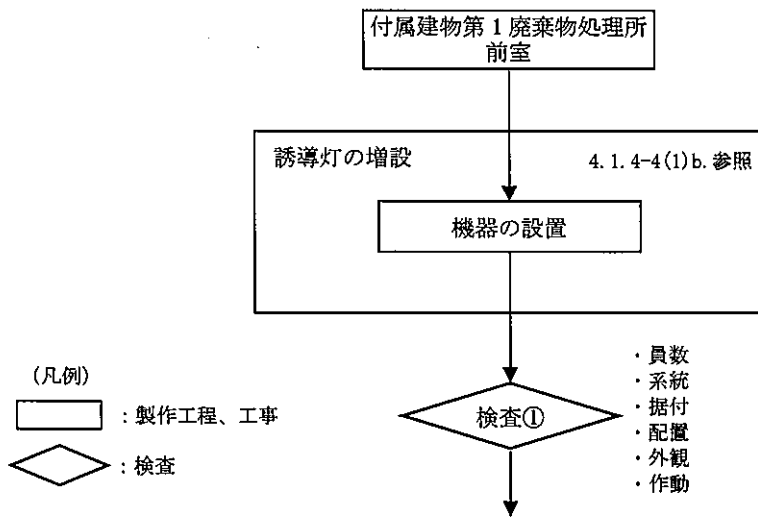 付属建物第1廃棄物処理所
前室
誘導灯の増設
4.1.4-4(1)b.参照
機器の設置
検査①
・員数
・系統
・据付
・配置
・外観
・作動
(凡例)
：製作工程、工事
：検査